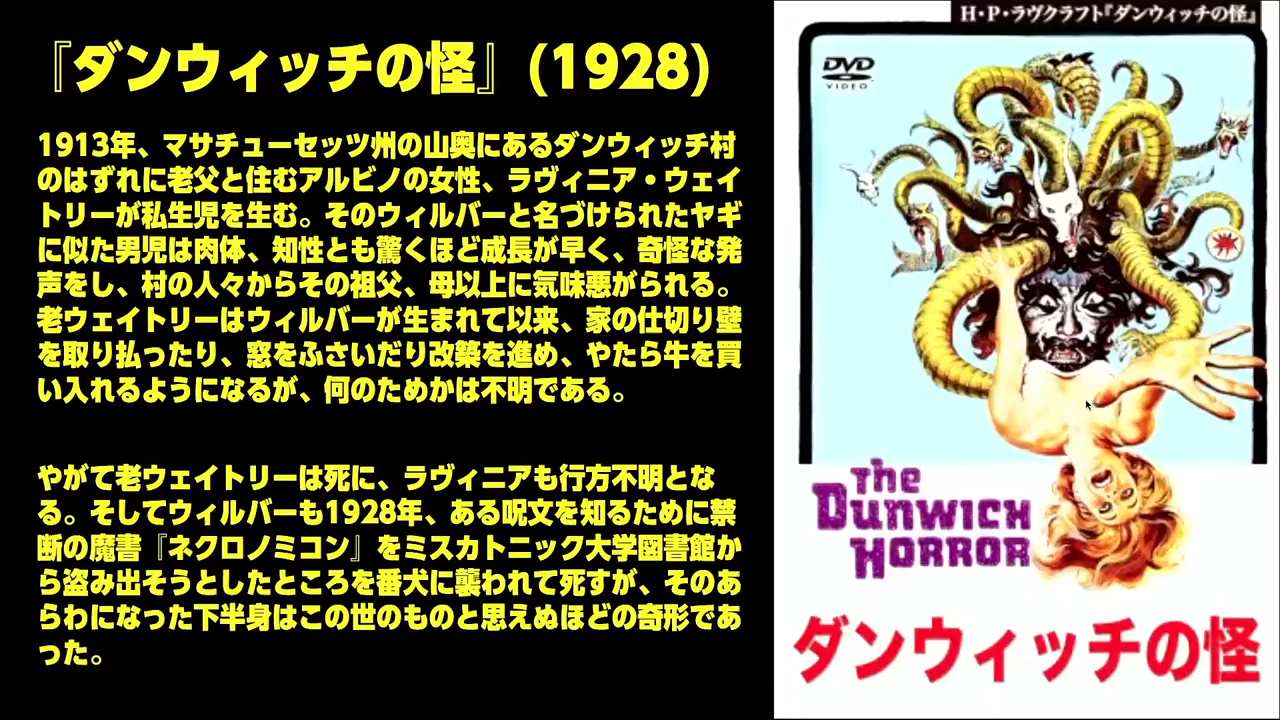 『ダンウィッチの怪』(1928)
1913年、マサチューセッツ州の山奥にあるダンウィッチ村
のはずれに老父と住むアルビノの女性、ラヴィニア・ウェイ
トリーが私生児を生む。そのウィルバーと名づけられたヤギ
に似た男児は肉体、知性とも驚くほど成長が早く、奇怪な発
声をし、村の人々からその祖父、母以上に気味悪がられる。
老ウェイトリーはウィルバーが生まれて以来、家の仕切り壁
を取り払ったり、窓をふさいだり改築を進め、やたら牛を買
い入れるようになるが、何のためかは不明である。
やがて老ウェイトリーは死に、ラヴィニアも行方不明とな
る。そしてウィルバーも1928年、ある呪文を知るために禁
断の魔書『ネクロノミコン』をミスカトニック大学図書館か
ら盗み出そうとしたところを番犬に襲われて死すが、そのあ
らわになった下半身はこの世のものと思えぬほどの奇形であ
った。
H・P・ラヴクラフト『ダンウィッチの怪』
DVD
VIDEO
The
DUNWICH
HORROR
ダンウィッチの怪